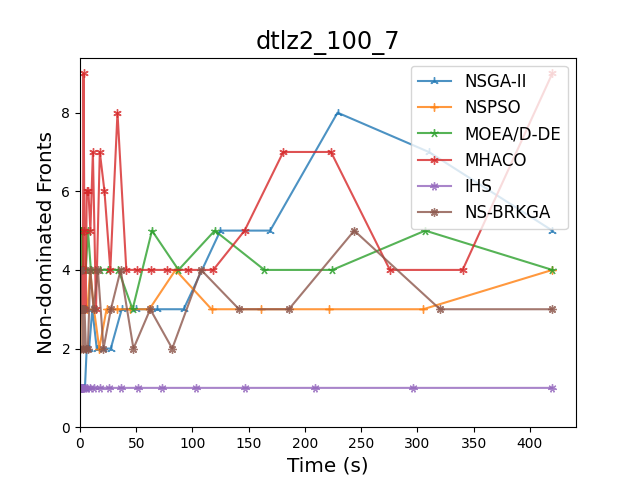 dtlz2_100_7
Non-dominated Fronts
8
6
4
2
0
0 50 100 150 200 250 300 350 400
Time (s)
NSGA-II
NSPSO
MOEA/D-DE
MHACO
IHS
NS-BRKGA